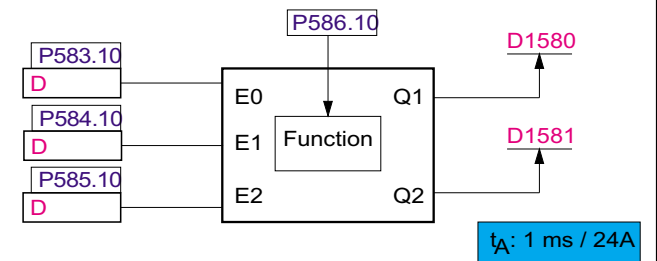 P586.10
P583.10
D
P584.10
D
P585.10
D
E0
E1
E2
Function
Q1
Q2
D1580
D1581
tA: 1 ms / 24A